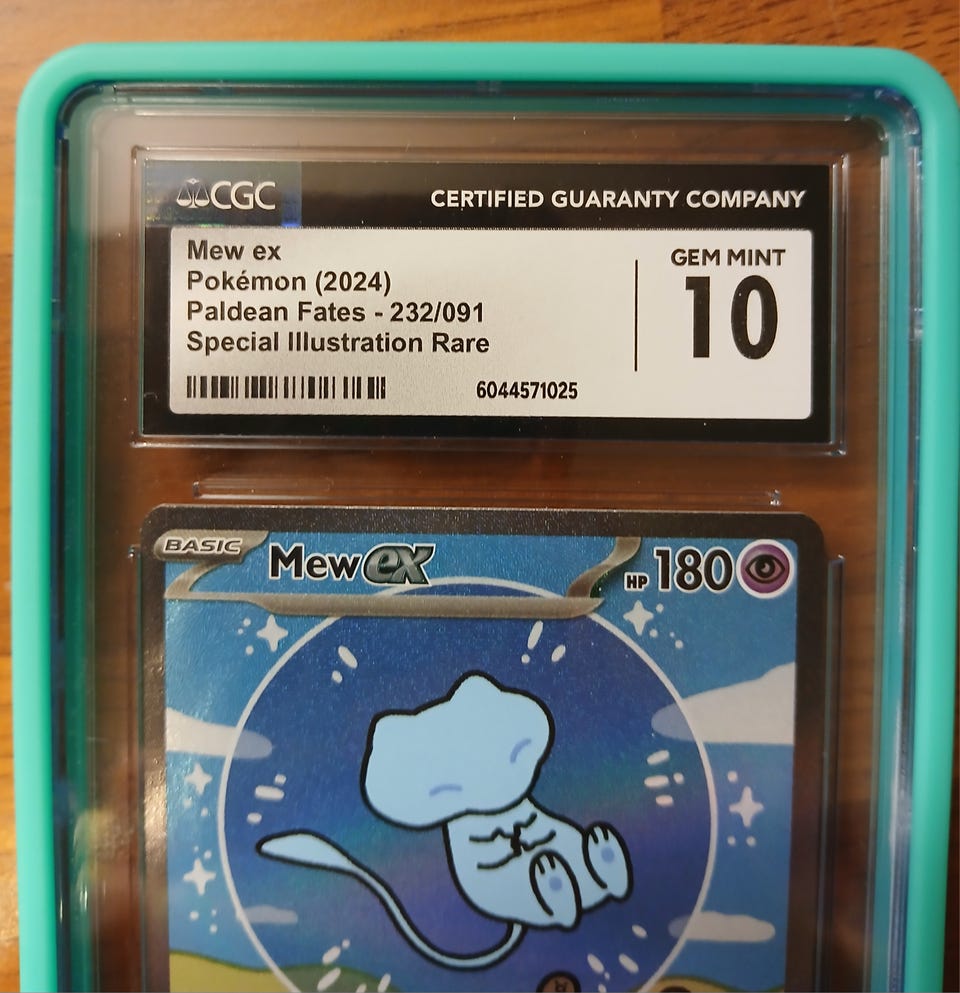 CGC CERTIFIED GUARANTY COMPANY
Mew ex
Pokémon (2024)
Paldean Fates - 232/091
Special Illustration Rare
GEM MINT
10
6044571025
BASIC Mew ex HP 180